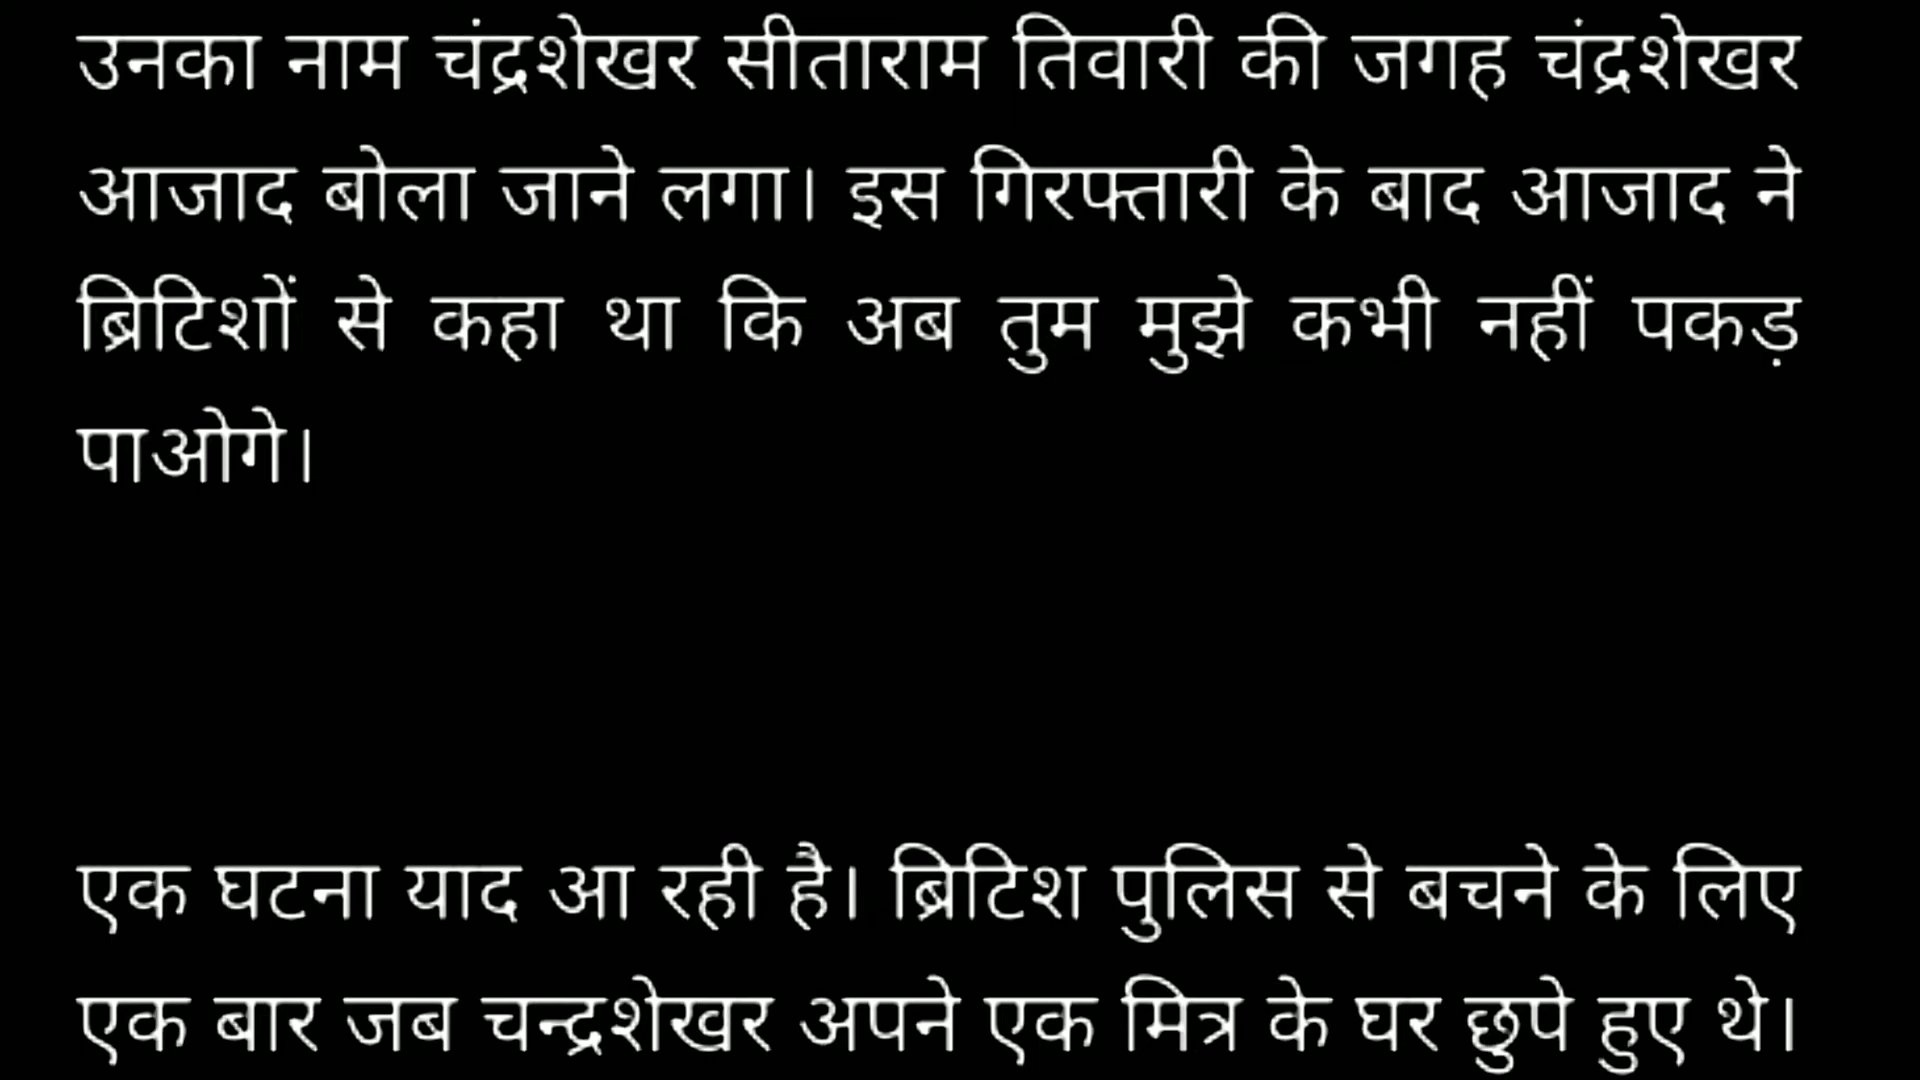 उनका नाम चंद्रशेखर सीताराम तिवारी की जगह चंद्रशेखर
आजाद बोला जाने लगा। इस गिरफ्तारी के बाद आजाद ने
ब्रिटिशों से कहा था कि अब तुम मुझे कभी नहीं पकड़
पाओगे।
एक घटना याद आ रही है। ब्रिटिश पुलिस से बचने के लिए
एक बार जब चन्द्रशेखर अपने एक मित्र के घर छुपे हुए थे।